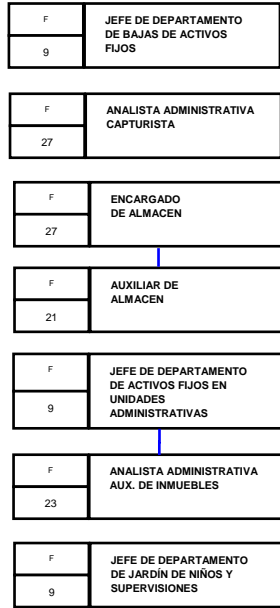 F
JEFE DE DEPARTAMENTO
DE BAJAS DE ACTIVOS
FIJOS
9
F
ANALISTA ADMINISTRATIVA
CAPTURISTA
27
F
ENCARGADO
DE ALMACEN
27
F
AUXILIAR DE
ALMACEN
21
F
JEFE DE DEPARTAMENTO
DE ACTIVOS FIJOS EN
UNIDADES
ADMINISTRATIVAS
9
F
ANALISTA ADMINISTRATIVA
AUX. DE INMUEBLES
23
F
JEFE DE DEPARTAMENTO
DE JARDÍN DE NIÑOS Y
SUPERVISIONES
9